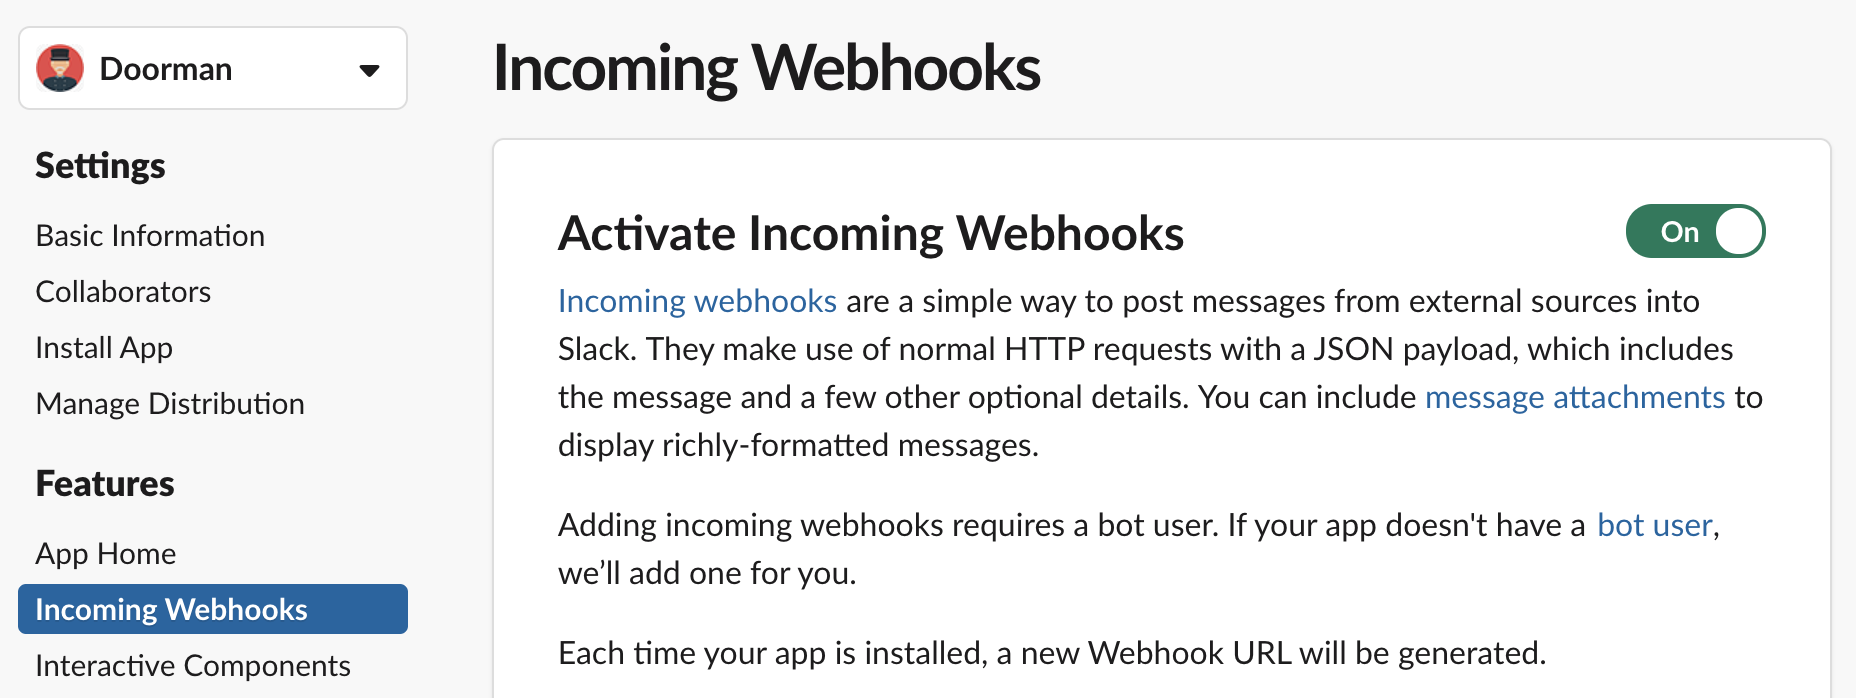 Doorman
Settings
Basic Information
Collaborators
Install App
Manage Distribution
Features
App Home
Incoming Webhooks
Interactive Components
Incoming Webhooks
Activate Incoming Webhooks
On
Incoming webhooks are a simple way to post messages from external sources into
Slack. They make use of normal HTTP requests with a JSON payload, which includes
the message and a few other optional details. You can include message attachments to
display richly-formatted messages.
Adding incoming webhooks requires a bot user. If your app doesn't have a bot user,
we’ll add one for you.
Each time your app is installed, a new Webhook URL will be generated.